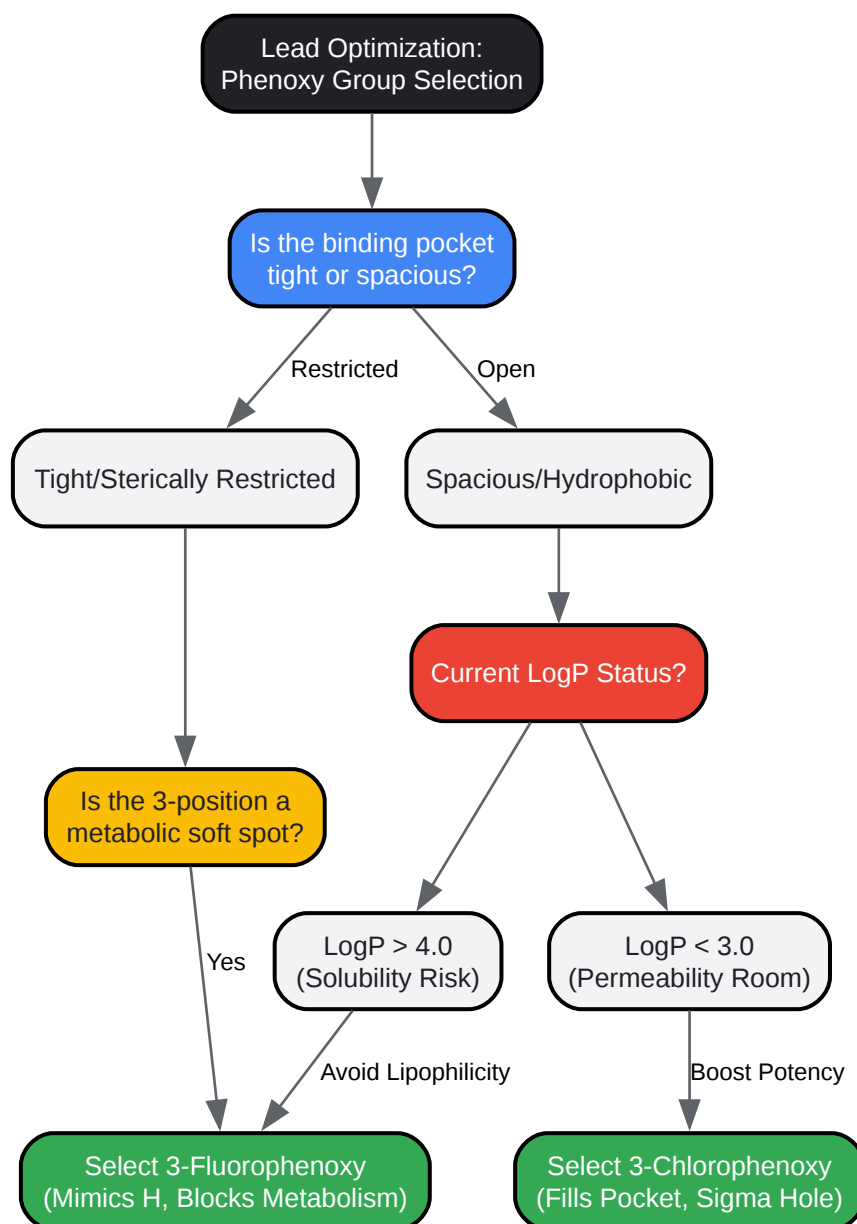 Lead Optimization:
Phenoxy Group Selection
Is the binding pocket
tight or spacious?
Restricted
Open
Tight/Sterically Restricted
Spacious/Hydrophobic
Current LogP Status?
Is the 3-position a
metabolic soft spot?
LogP > 4.0
(Solubility Risk)
LogP < 3.0
(Permeability Room)
Yes
Avoid Lipophilicity
Boost Potency
Select 3-Fluorophenoxy
(Mimics H, Blocks Metabolism)
Select 3-Chlorophenoxy
(Fills Pocket, Sigma Hole)